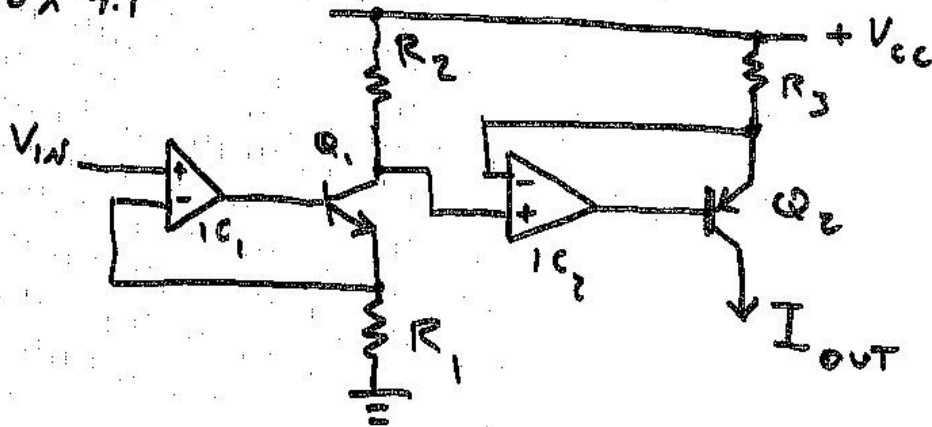 R2
+ VCC
R3
VIN
Q1
+
-
IC1
-
+
IC2
Q2
R1
IOUT